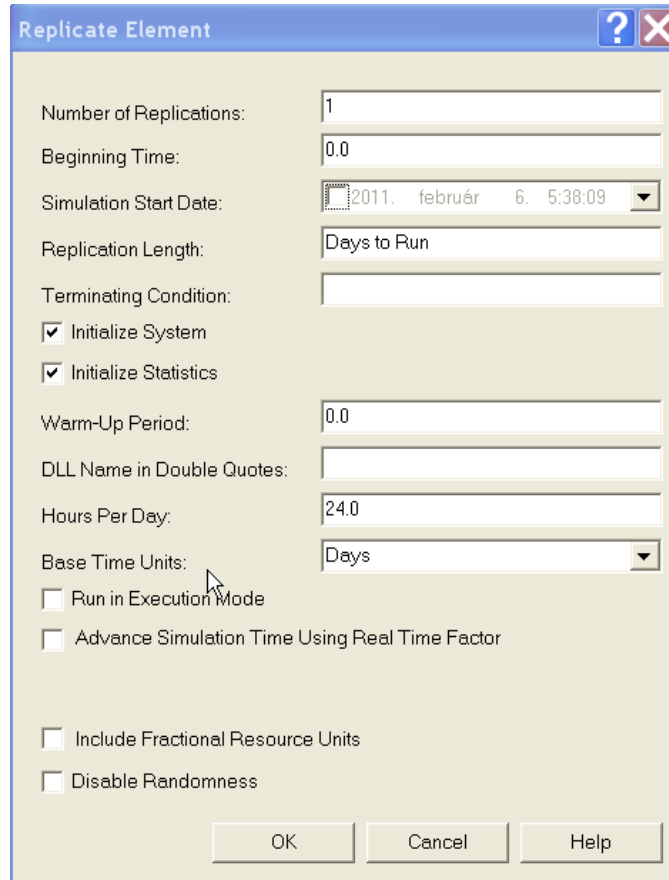 Replicate Element
Number of Replications: 1
Beginning Time: 0.0
Simulation Start Date: 2011. február 6. 5:38:09
Replication Length: Days to Run
Terminating Condition:
Initialize System
Initialize Statistics
Warm-Up Period: 0.0
DLL Name in Double Quotes:
Hours Per Day: 24.0
Base Time Units: Days
Run in Execution Mode
Advance Simulation Time Using Real Time Factor
Include Fractional Resource Units
Disable Randomness
OK Cancel Help